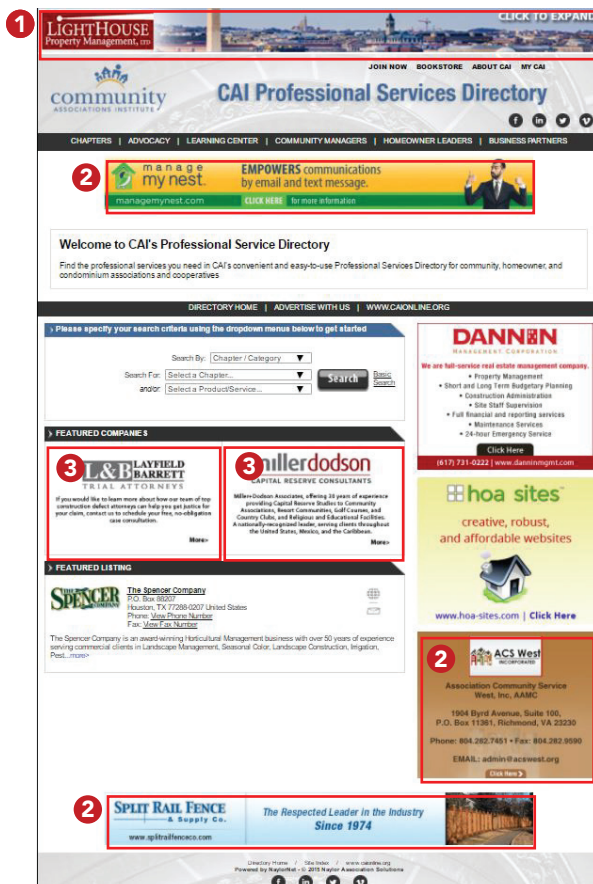 1
LIGHTHOUSE
Property Management, LTD
CLICK TO EXPAND
JOIN NOW BOOKSTORE ABOUT CAI MY CAI
community
ASSOCIATIONS INSTITUTE
CAI Professional Services Directory
CHAPTERS | ADVOCACY | LEARNING CENTER | COMMUNITY MANAGERS | HOMEOWNER LEADERS | BUSINESS PARTNERS
2
manage
my nest.
managemynest.com
EMPOWERS communications
by email and text message.
CLICK HERE for more information
Welcome to CAI's Professional Service Directory
Find the professional services you need in CAI's convenient and easy-to-use Professional Services Directory for community, homeowner, and
condominium associations and cooperatives
DIRECTORY HOME | ADVERTISE WITH US | WWW.CAIONLINE.ORG
Please specify your search criteria using the dropdown menus below to get started
Search By: Chapter / Category
Search For: Select a Chapter...
and/or: Select a Product/Service...
Search
Basic
Search
FEATURED COMPANIES
3
L&B LAYFIELD
BARRETT
TRIAL ATTORNEYS
If you would like to learn more about how our team of top
construction defect attorneys can help you get justice for
your claim, contact us to schedule your free, no-obligation
case consultation.
More»
3
millerdodson
CAPITAL RESERVE CONSULTANTS
Miller+Dodson Associates, offering 30 years of experience
providing Capital Reserve Studies to Community
Associations, Resort Communities, Golf Courses, and
Country Clubs, and Religious and Educational Facilities.
A nationally-recognized leader, serving clients throughout
the United States, Mexico, and the Caribbean.
More»
FEATURED LISTING
THE SPENCER COMPANY
The Spencer Company
P.O. Box 88207
Houston, TX 77288-0207 United States
Phone: View Phone Number
Fax: View Fax Number
The Spencer Company is an award-winning Horticultural Management business with over 50 years of experience
serving commercial clients in Landscape Management, Seasonal Color, Landscape Construction, Irrigation,
Pest...more>
DANNIN
MANAGEMENT CORPORATION
We are full-service real estate management company.
• Property Management
• Short and Long Term Budgetary Planning
• Construction Administration
• Site Staff Supervision
• Full financial and reporting services
• Maintenance Services
• 24-hour Emergency Service
Click Here
(617) 731-0222 | www.danninmgmt.com
hoa sites
creative, robust,
and affordable websites
www.hoa-sites.com | Click Here
2
ACS West
INCORPORATED
Association Community Service
West, Inc, AAMC
1904 Byrd Avenue, Suite 100,
P.O. Box 11361, Richmond, VA 23230
Phone: 804.282.7451 • Fax: 804.282.9590
EMAIL: admin@acswest.org
Click Here
2
SPLIT RAIL FENCE
& Supply Co.
www.splitrailfenceco.com
The Respected Leader in the Industry
Since 1974
Directory Home / Site Index / www.caionline.org
Powered by NaylorNet - © 2015 Naylor Association Solutions